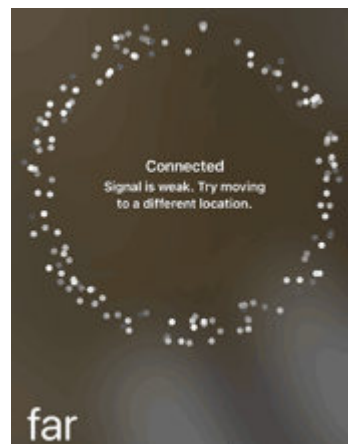 Connected
Signal is weak. Try moving
to a different location.
far